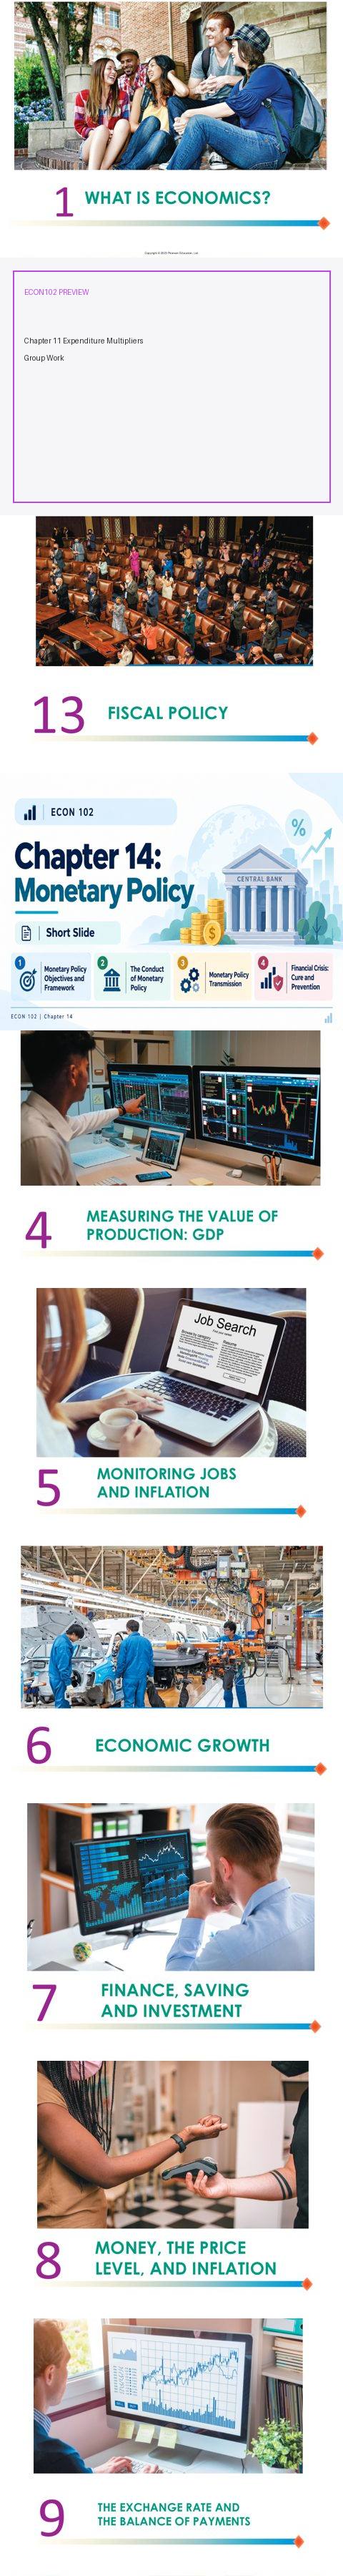 1 WHAT IS ECONOMICS?
ECON102 PREVIEW
Chapter 11 Expenditure Multipliers
Group Work
13 FISCAL POLICY
ECON 102
%
Chapter 14:
Monetary Policy
CENTRAL BANK
$
Short Slide
1 Monetary Policy
Objectives and
Framework
2 The Conduct
of Monetary
Policy
3 Monetary Policy
Transmission
4 Financial Crisis:
Cure and
Prevention
ECON 102 | Chapter 14
4 MEASURING THE VALUE OF
PRODUCTION: GDP
Job Search
5 MONITORING JOBS
AND INFLATION
6 ECONOMIC GROWTH
7 FINANCE, SAVING
AND INVESTMENT
8 MONEY, THE PRICE
LEVEL, AND INFLATION
9 THE EXCHANGE RATE AND
THE BALANCE OF PAYMENTS